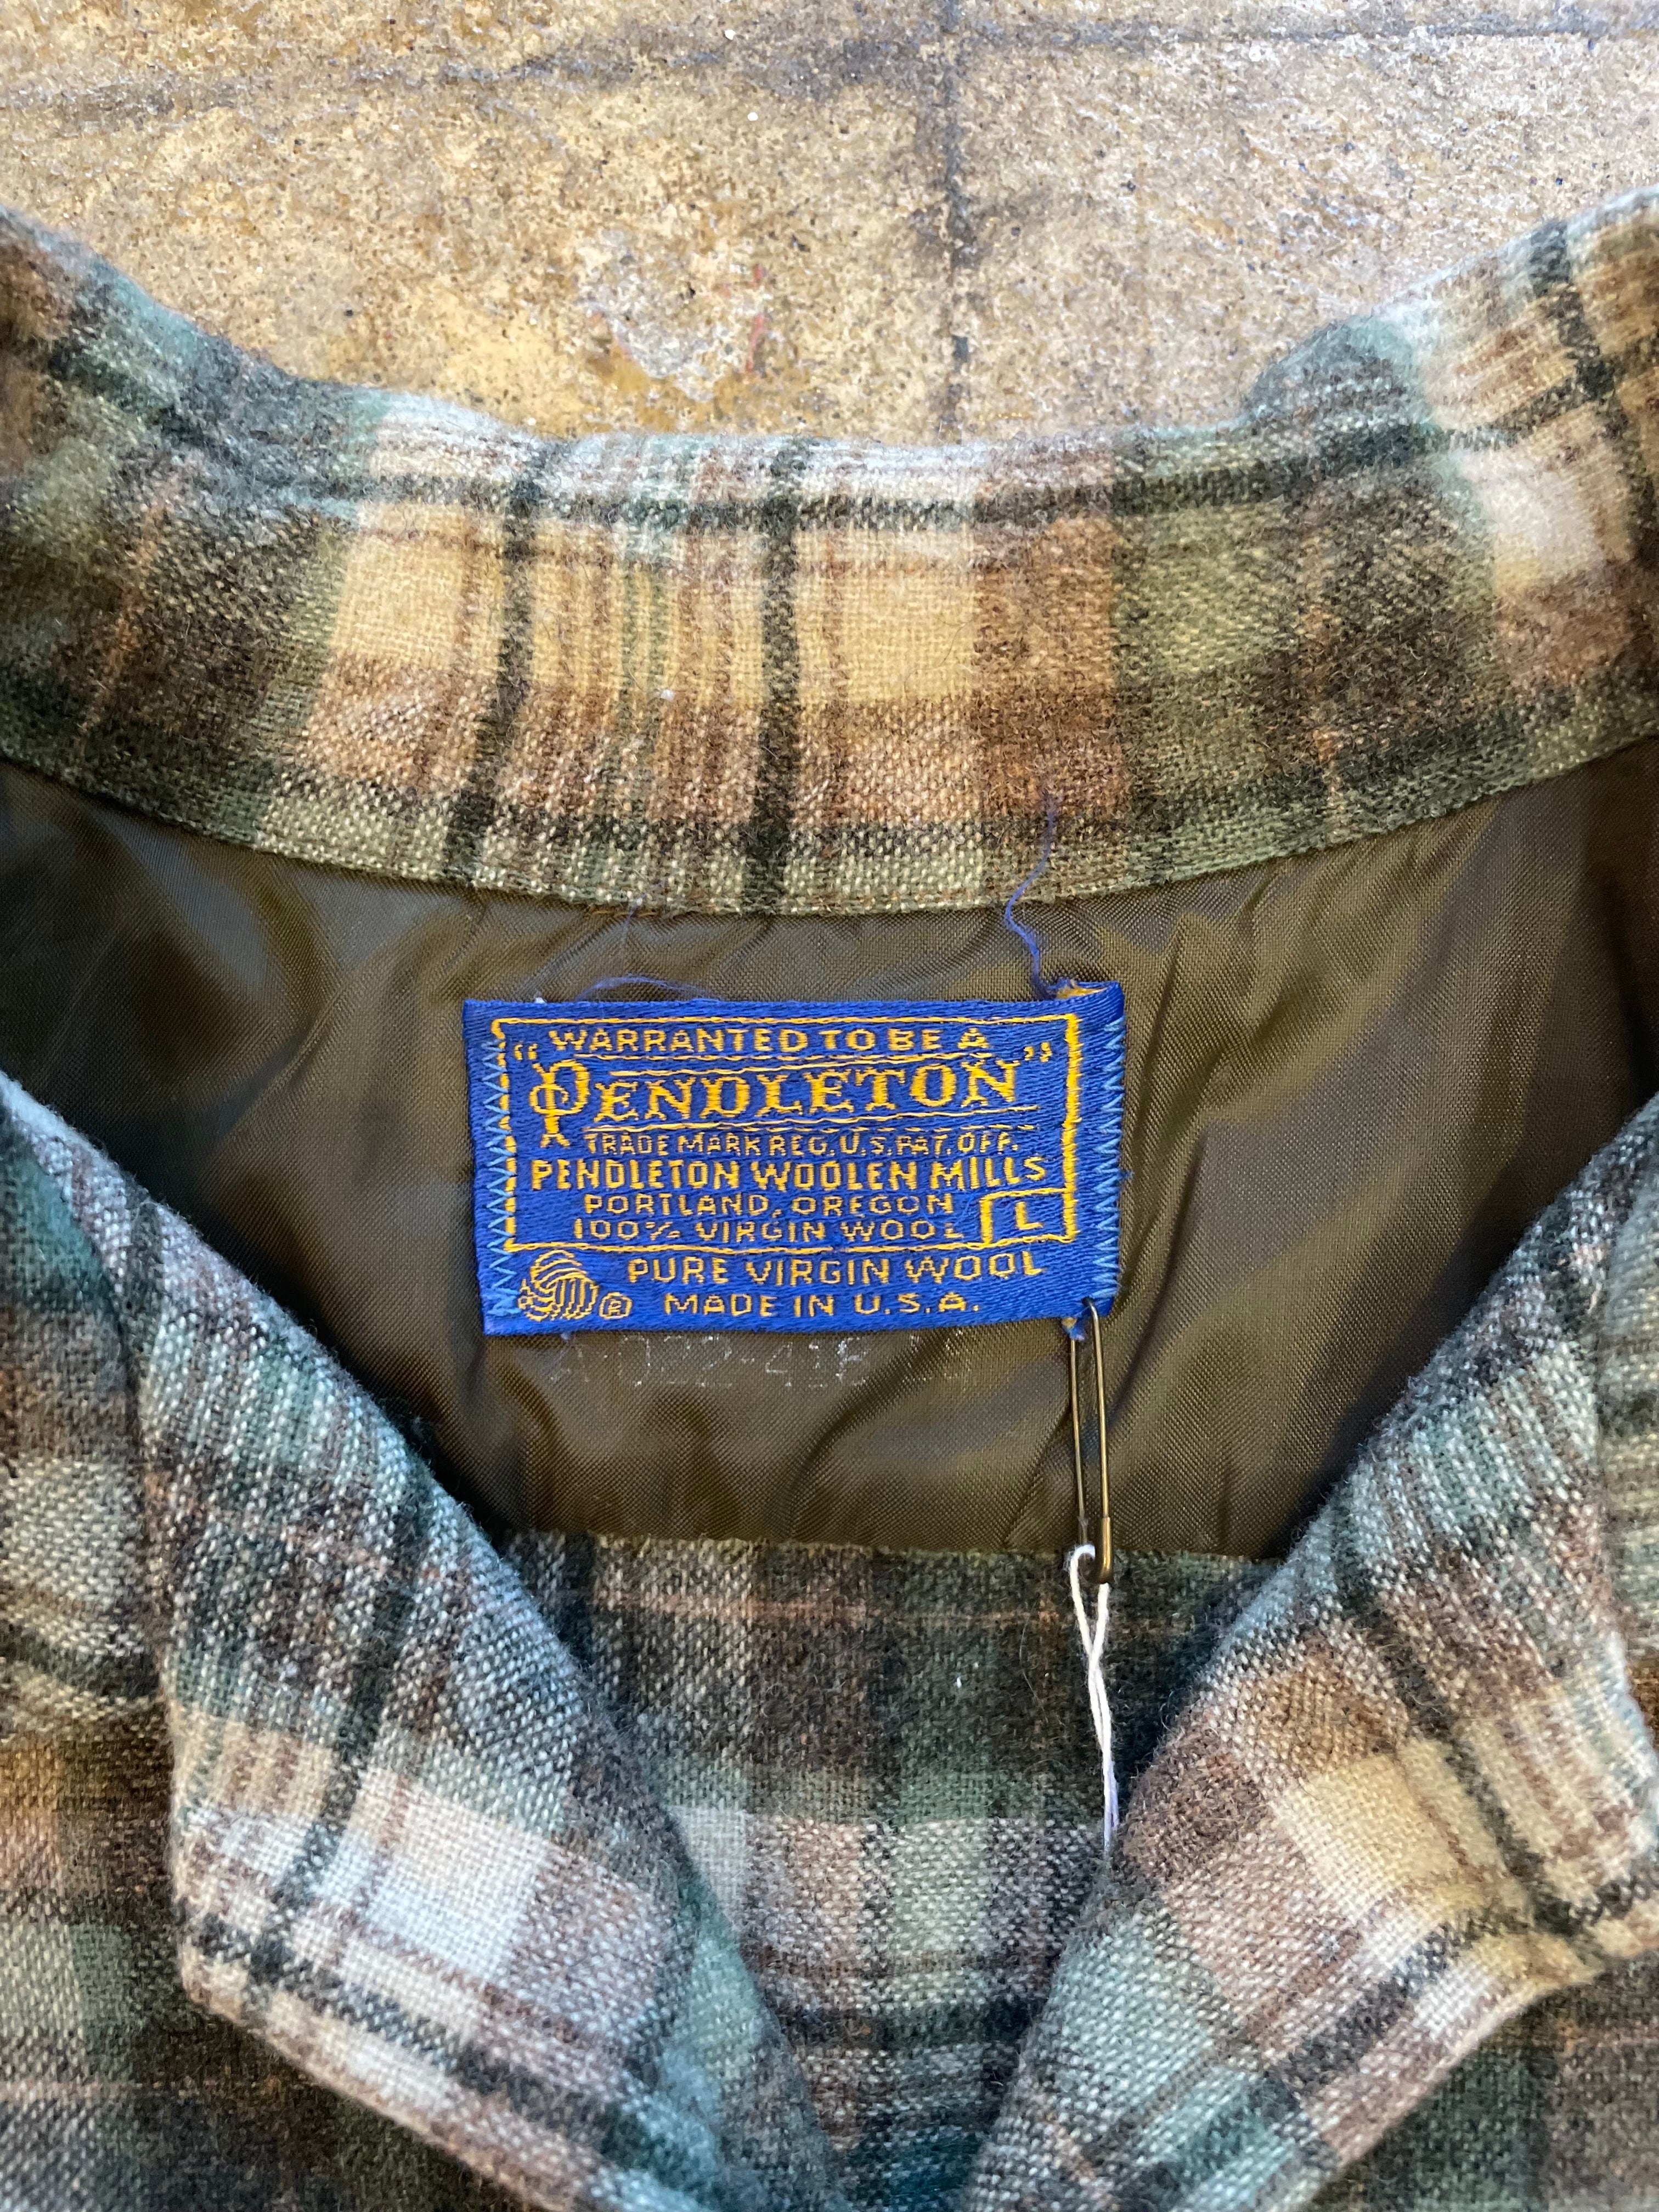 WARRANTED TO BE A
"PENDLETON"
TRADE MARK REG. U.S. PAT. OFF.
PENDLETON WOOLEN MILLS
PORTLAND, OREGON
100% VIRGIN WOOL L
PURE VIRGIN WOOL
® MADE IN U.S.A.